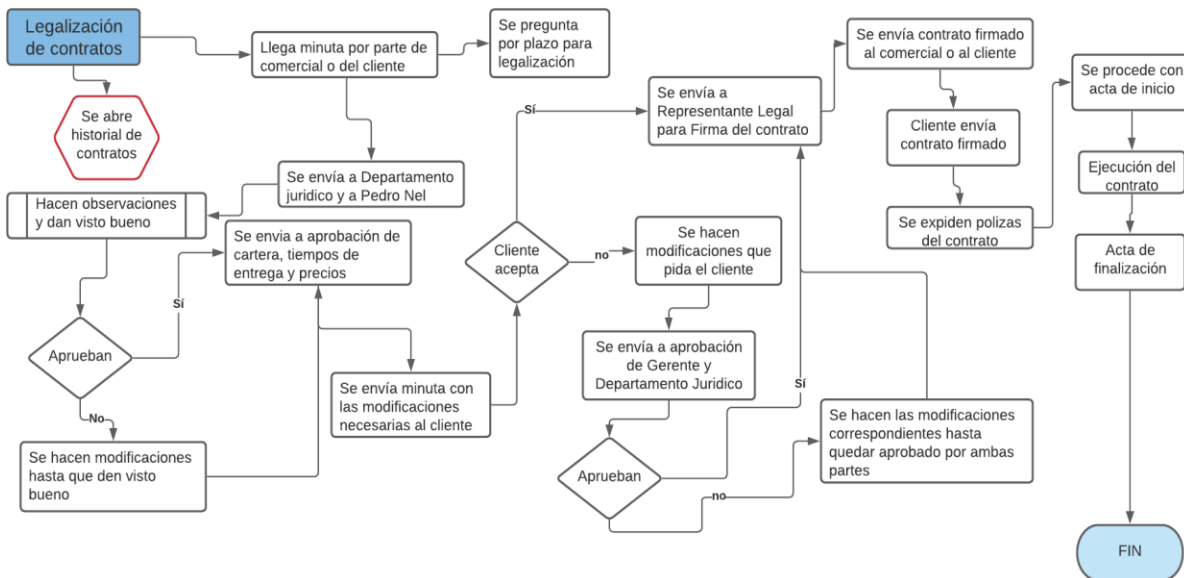 Legalización
de contratos
Se abre
historial de
contratos
Llega minuta por parte de
comercial o del cliente
Se pregunta
por plazo para
legalización
Se envía a Departamento
juridico y a Pedro Nel
Hacen observaciones
y dan visto bueno
Aprueban
Sí
No
Se envia a aprobación de
cartera, tiempos de
entrega y precios
Se hacen modificaciones
hasta que den visto
bueno
Se envía minuta con
las modificaciones
necesarias al cliente
Cliente
acepta
Sí
no
Se envía a
Representante Legal
para Firma del contrato
Se hacen
modificaciones que
pida el cliente
Se envía a aprobación
de Gerente y
Departamento Juridico
Aprueban
Sí
no
Se hacen las modificaciones
correspondientes hasta
quedar aprobado por ambas
partes
Se envía contrato firmado
al comercial o al cliente
Cliente envía
contrato firmado
Se expiden polizas
del contrato
Se procede con
acta de inicio
Ejecución del
contrato
Acta de
finalización
FIN